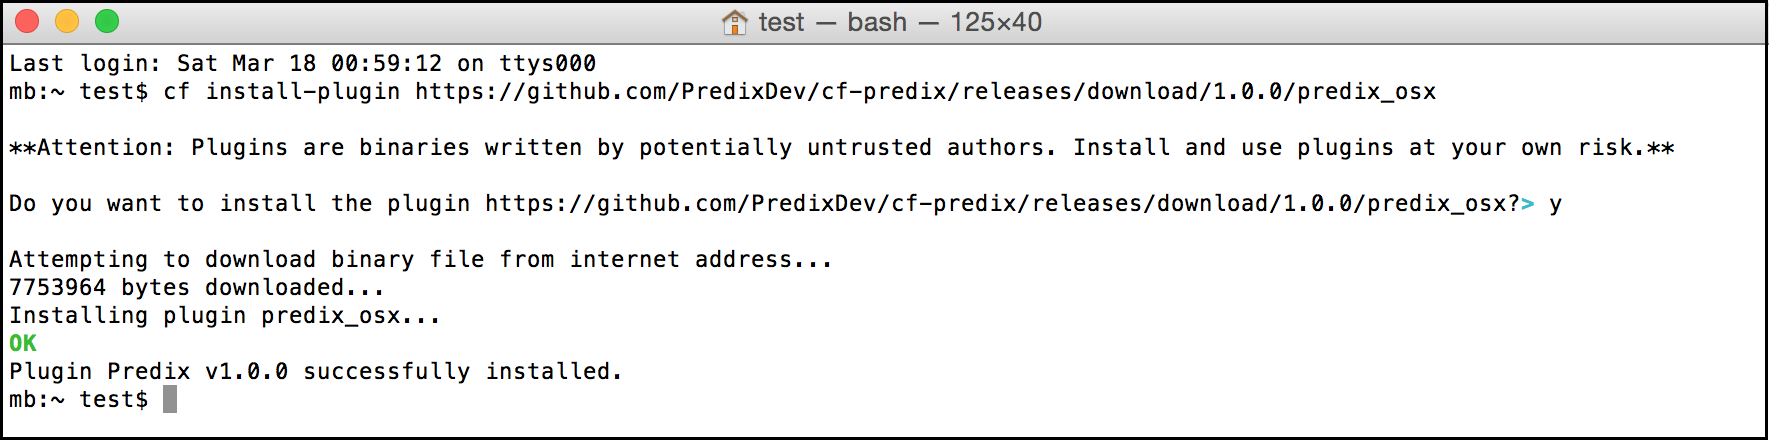 test — bash — 125×40
Last login: Sat Mar 18 00:59:12 on ttys000
mb:~ test$ cf install-plugin https://github.com/PredixDev/cf-predix/releases/download/1.0.0/predix_osx
**Attention: Plugins are binaries written by potentially untrusted authors. Install and use plugins at your own risk.**
Do you want to install the plugin https://github.com/PredixDev/cf-predix/releases/download/1.0.0/predix_osx?> y
Attempting to download binary file from internet address...
7753964 bytes downloaded...
Installing plugin predix_osx...
OK
Plugin Predix v1.0.0 successfully installed.
mb:~ test$